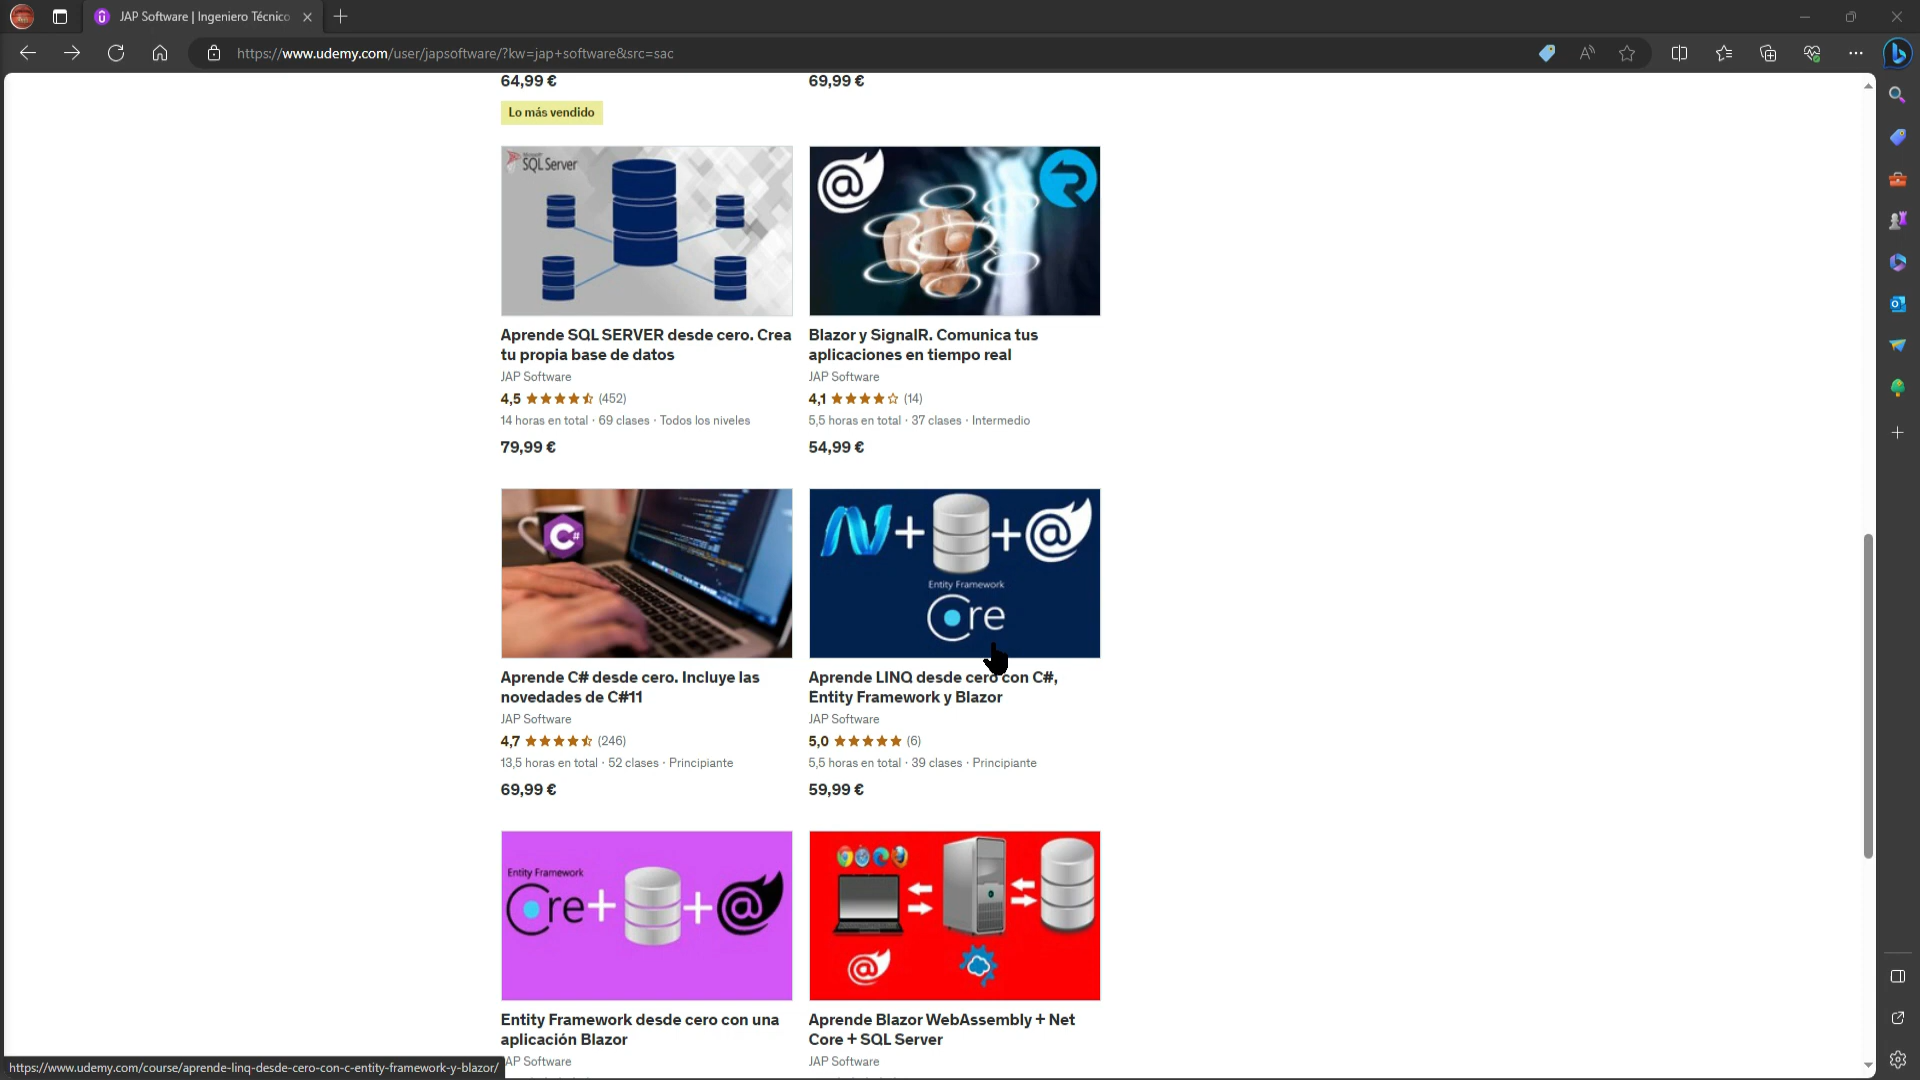 JAP Software | Ingeniero Técnico
https://www.udemy.com/user/japsoftware/?kw=jap+software&src=sac
64,99 €
69,99 €
Lo más vendido
Microsoft
SQL Server
Aprende SQL SERVER desde cero. Crea
tu propia base de datos
JAP Software
4,5 (452)
14 horas en total · 69 clases · Todos los niveles
79,99 €
Blazor y SignalR. Comunica tus
aplicaciones en tiempo real
JAP Software
4,1 (14)
5,5 horas en total · 37 clases · Intermedio
54,99 €
C#
Aprende C# desde cero. Incluye las
novedades de C#11
JAP Software
4,7 (246)
13,5 horas en total · 52 clases · Principiante
69,99 €
+ + @
Entity Framework
Core
Aprende LINQ desde cero con C#,
Entity Framework y Blazor
JAP Software
5,0 (6)
5,5 horas en total · 39 clases · Principiante
59,99 €
Entity Framework
Core + + @
Entity Framework desde cero con una
aplicación Blazor
AP Software
@
Aprende Blazor WebAssembly + Net
Core + SQL Server
JAP Software
https://www.udemy.com/course/aprende-linq-desde-cero-con-c-entity-framework-y-blazor/